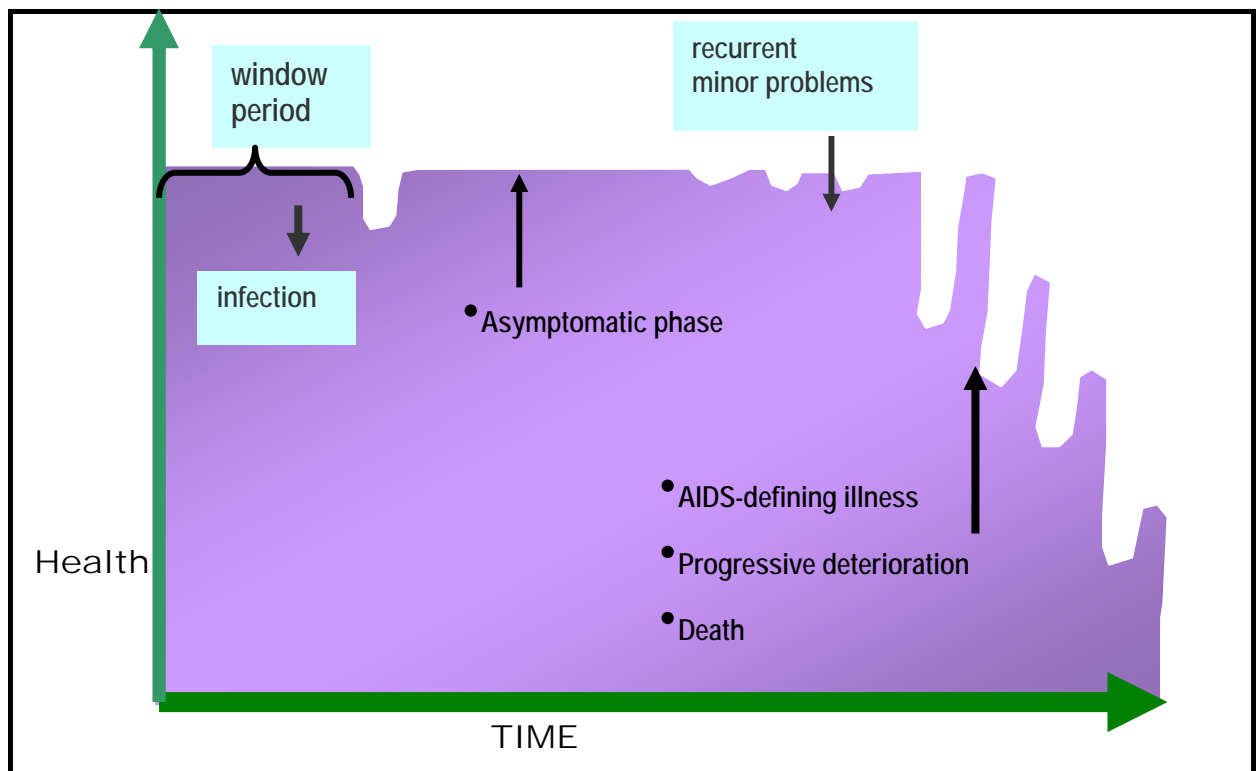 window
period
recurrent
minor problems
infection
• Asymptomatic phase
• AIDS-defining illness
Health
• Progressive deterioration
• Death
TIME